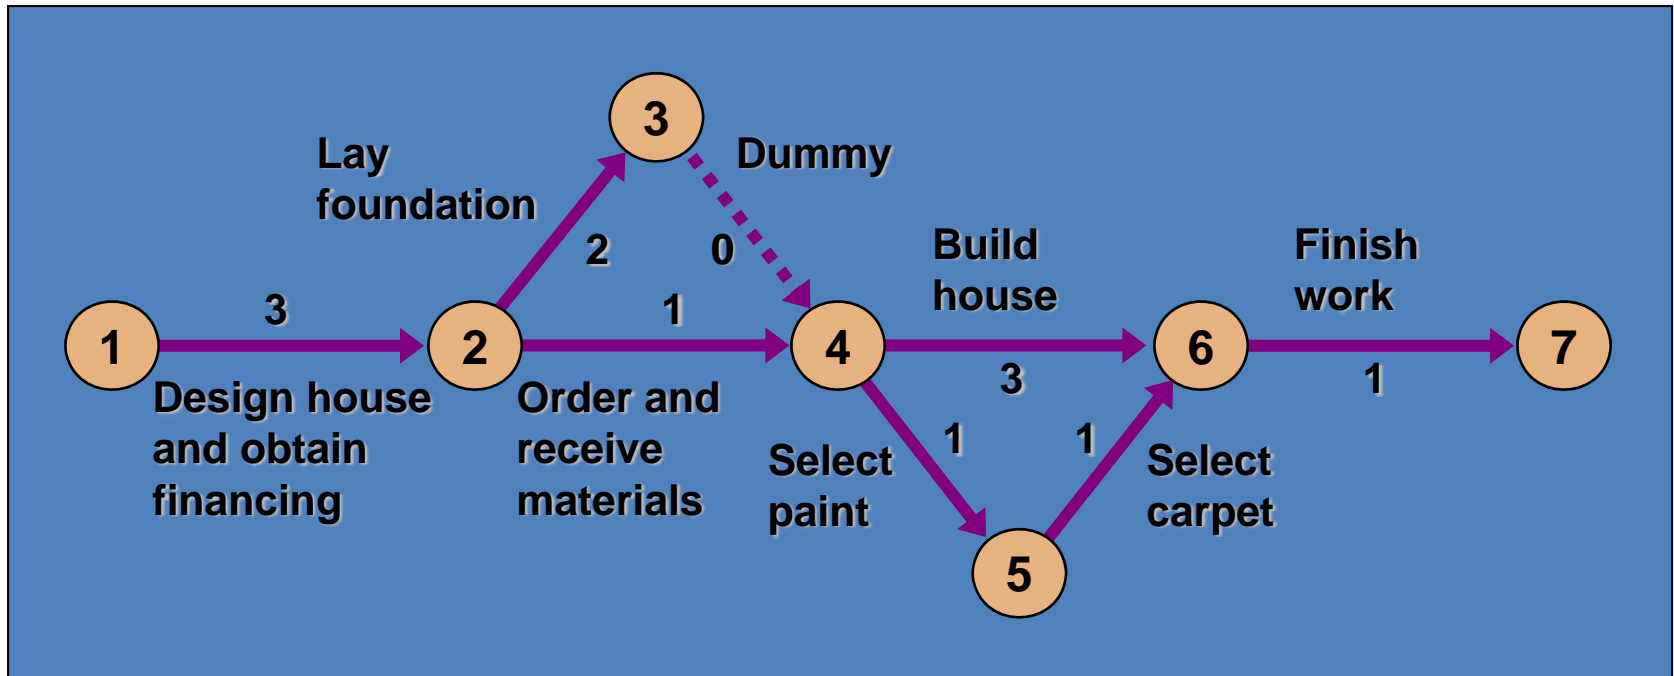 3
Lay
foundation
Dummy
2
0
Build
house
Finish
work
3
1
1
2
4
6
7
Design house
and obtain
financing
Order and
receive
materials
3
1
Select
paint
1
1
Select
carpet
5